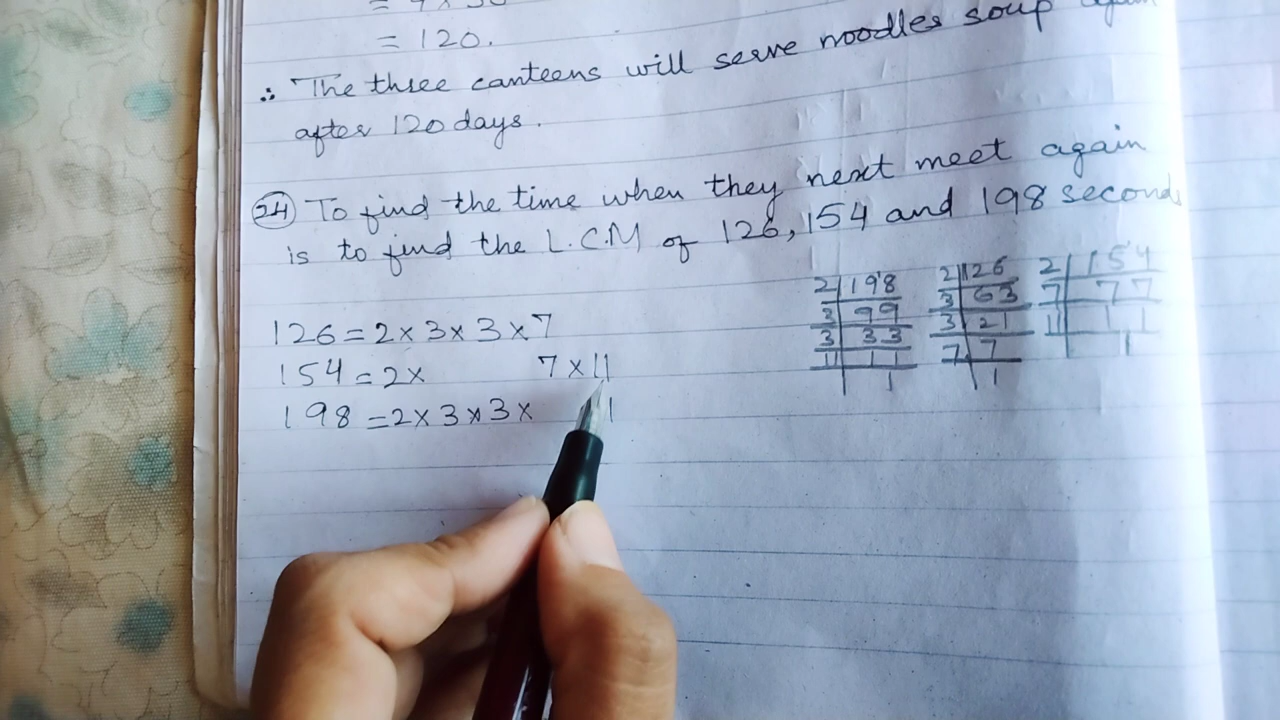 = 120.
∴ The three canteens will serve noodles soup again
after 120 days.
24 To find the time when they next meet again
is to find the L.C.M of 126, 154 and 198 seconds
126 = 2 x 3 x 3 x 7
154 = 2 x 7 x 11
198 = 2 x 3 x 3 x 1
2 198
3 99
3 33
11 11
1
2 126
3 63
3 21
7 7
1
2 154
7 77
11 11
1